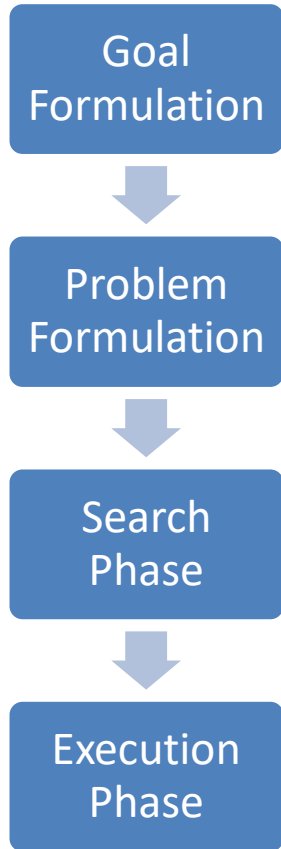 Goal
Formulation
Problem
Formulation
Search
Phase
Execution
Phase